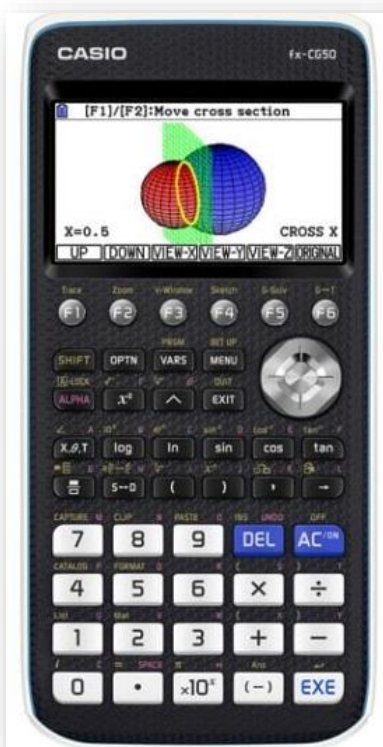 CASIO fx-CG50
[F1]/[F2]:Move cross section
X=0.5 CROSS X
UP DOWN VIEW-X VIEW-Y VIEW-Z ORIGINAL
Trace Zoom V-Window Sketch G-Solv G↔T
F1 F2 F3 F4 F5 F6
PRGM SET UP
SHIFT OPTN VARS MENU
A-LOCK QUIT
ALPHA x² ^ EXIT
X,θ,T log ln sin cos tan
S↔D ( ) , →
CAPTURE CLIP PASTE INS UNDO OFF
7 8 9 DEL AC/ON
CATALOG FORMAT
4 5 6 × ÷
List Mat
1 2 3 + −
i = SPACE π Ans
0 • ×10ˣ (−) EXE